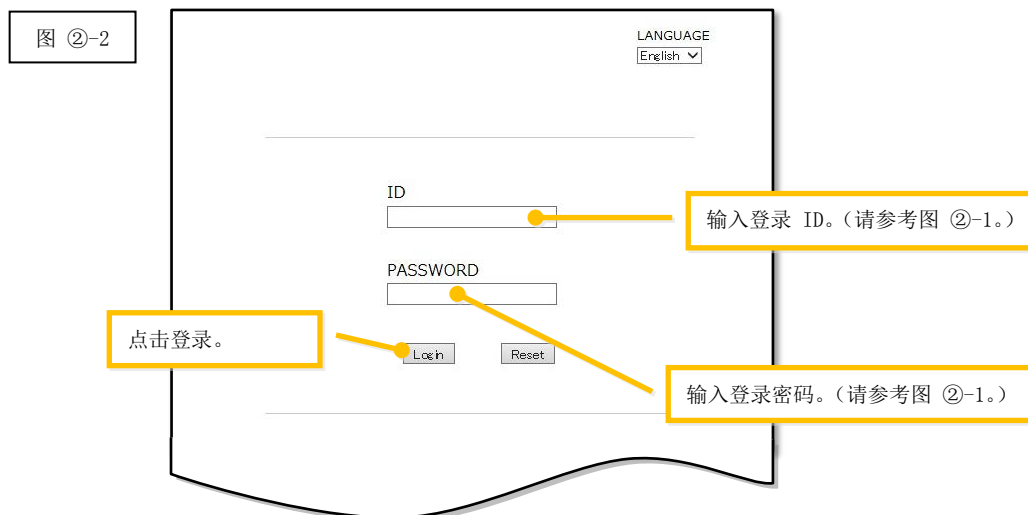 图 ②-2
LANGUAGE
English
ID
输入登录 ID。（请参考图 ②-1。）
PASSWORD
点击登录。
Login
Reset
输入登录密码。（请参考图 ②-1。）